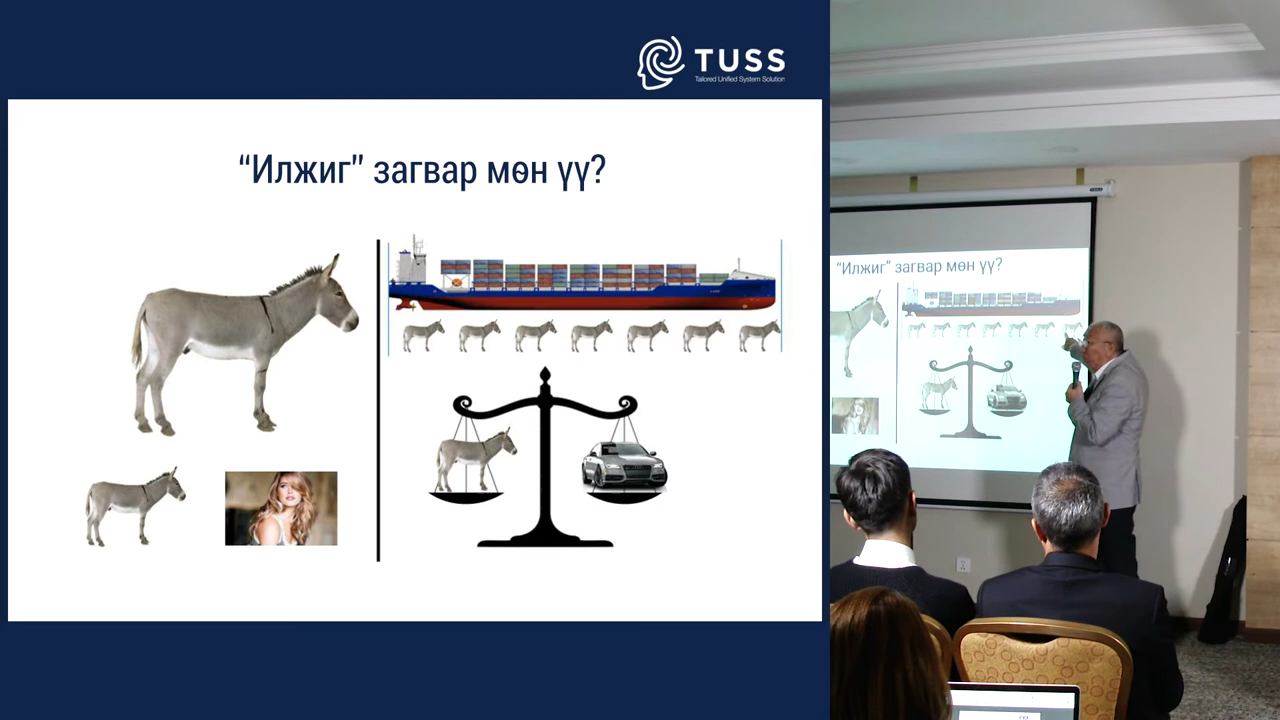 TUSS
Tailored Unified System Solution
“Илжиг” загвар мөн үү?
“Илжиг” загвар мөн үү?